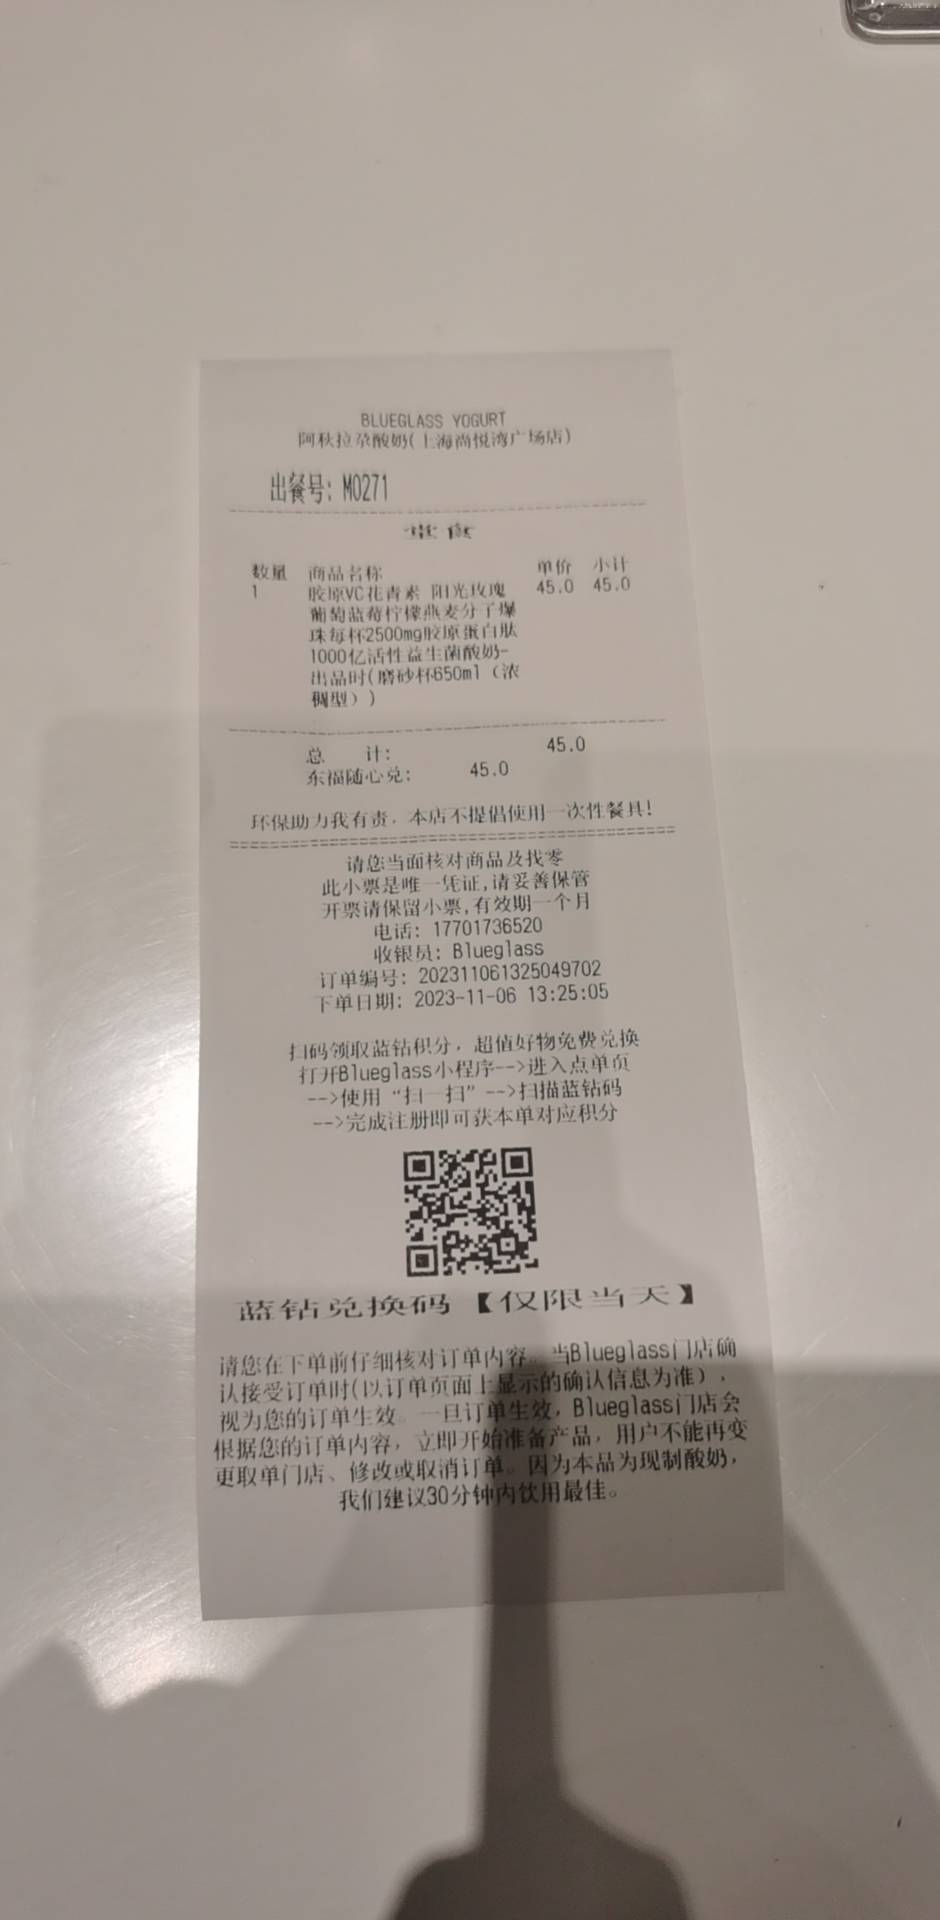 BLUEGLASS YOGURT
阿秋拉尕酸奶(上海尚悦湾广场店)
出餐号: M0271
堂食
数量 商品名称 单价 小计
1 胶原VC花青素 阳光玫瑰 45.0 45.0
葡萄蓝莓柠檬燕麦分子爆
珠每杯2500mg胶原蛋白肽
1000亿活性益生菌酸奶-
出品时(磨砂杯650ml（浓
稠型）)
总 计: 45.0
东福随心兑: 45.0
环保助力我有责，本店不提倡使用一次性餐具!
请您当面核对商品及找零
此小票是唯一凭证,请妥善保管
开票请保留小票,有效期一个月
电话: 17701736520
收银员: Blueglass
订单编号: 202311061325049702
下单日期: 2023-11-06 13:25:05
扫码领取蓝钻积分，超值好物免费兑换
打开Blueglass小程序-->进入点单页
-->使用“扫一扫”-->扫描蓝钻码
-->完成注册即可获本单对应积分
蓝钻兑换码【仅限当天】
请您在下单前仔细核对订单内容。当Blueglass门店确
认接受订单时(以订单页面上显示的确认信息为准)，
视为您的订单生效。一旦订单生效，Blueglass门店会
根据您的订单内容，立即开始准备产品，用户不能再变
更取单门店、修改或取消订单。因为本品为现制酸奶，
我们建议30分钟内饮用最佳。